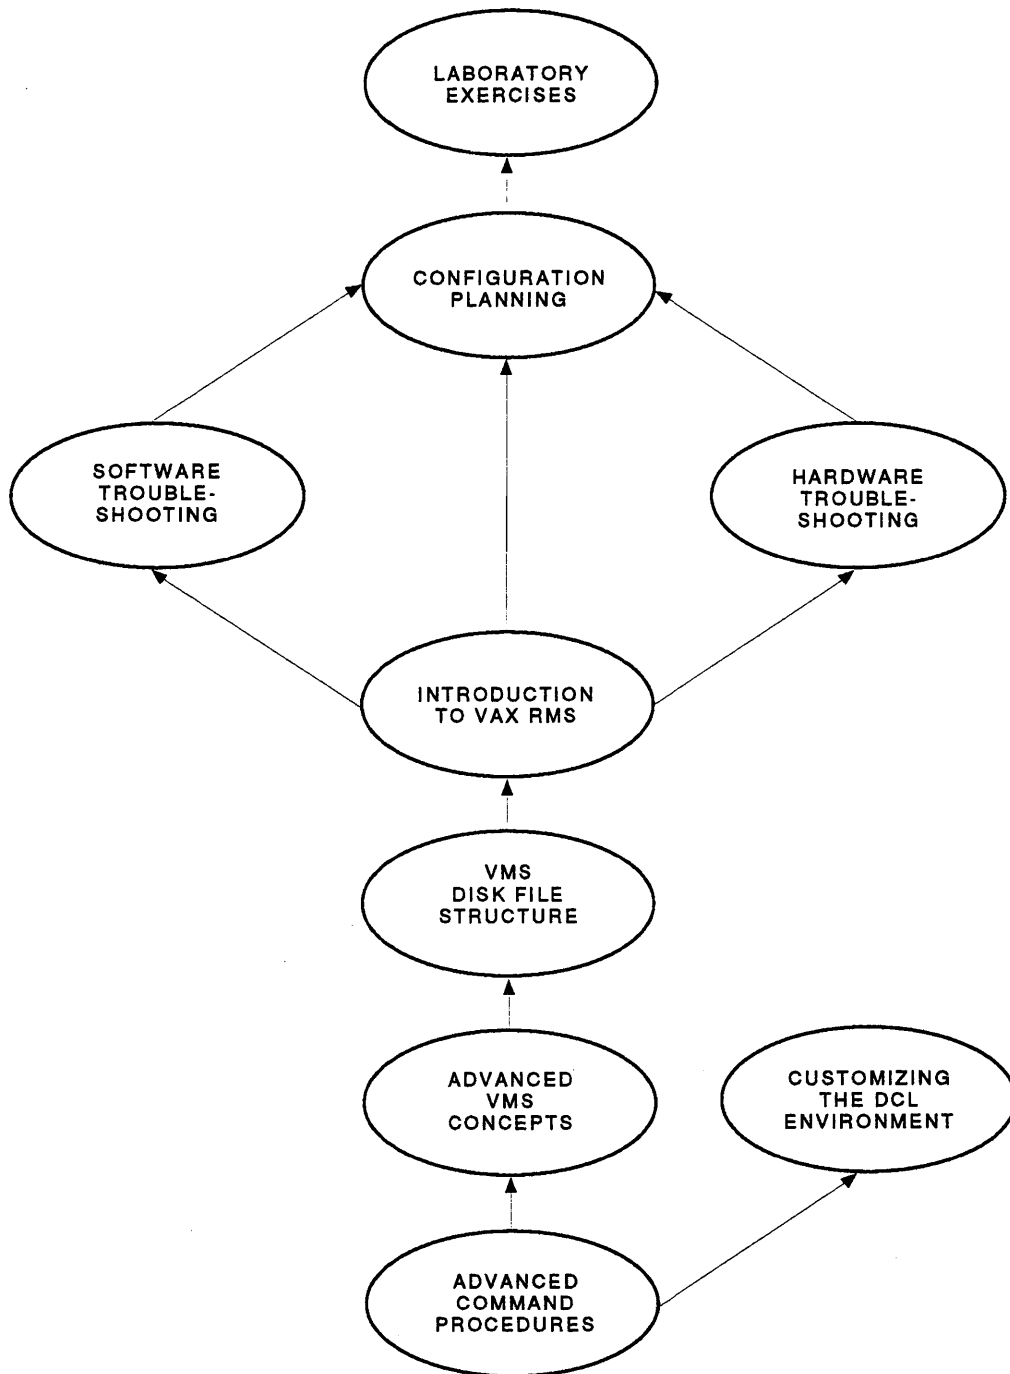 LABORATORY
EXERCISES
CONFIGURATION
PLANNING
SOFTWARE
TROUBLE-
SHOOTING
HARDWARE
TROUBLE-
SHOOTING
INTRODUCTION
TO VAX RMS
VMS
DISK FILE
STRUCTURE
ADVANCED
VMS
CONCEPTS
CUSTOMIZING
THE DCL
ENVIRONMENT
ADVANCED
COMMAND
PROCEDURES